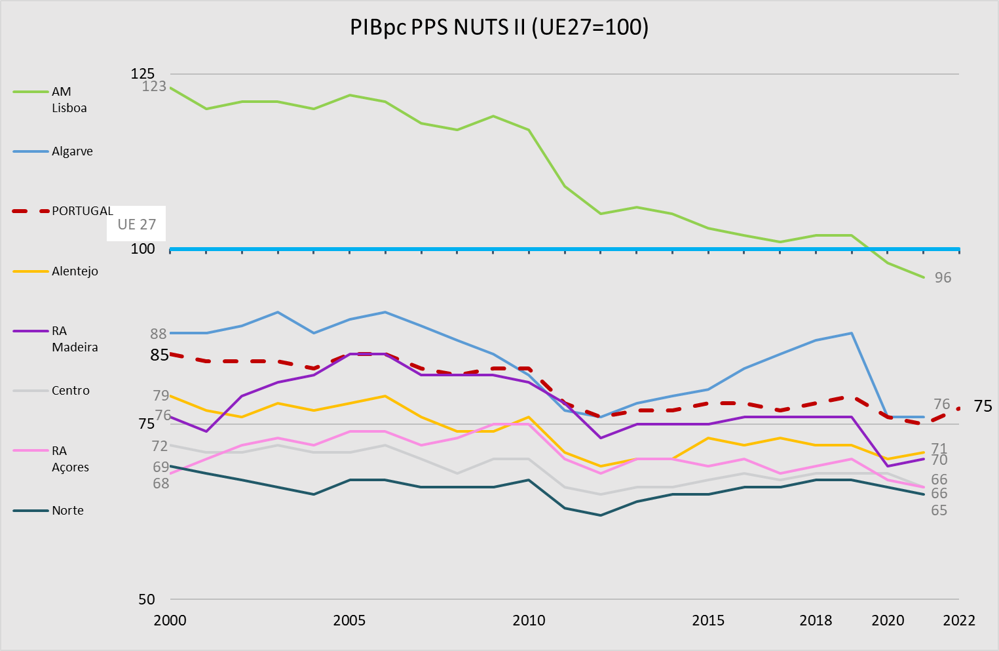 PIBpc PPS NUTS II (UE27=100)
125
123
AM
Lisboa
Algarve
PORTUGAL
UE 27
100
Alentejo
96
RA
Madeira
88
85
Centro
79
76
75
76
75
RA
Açores
72
69
68
71
70
66
66
65
Norte
50
2000
2005
2010
2015
2018
2020
2022